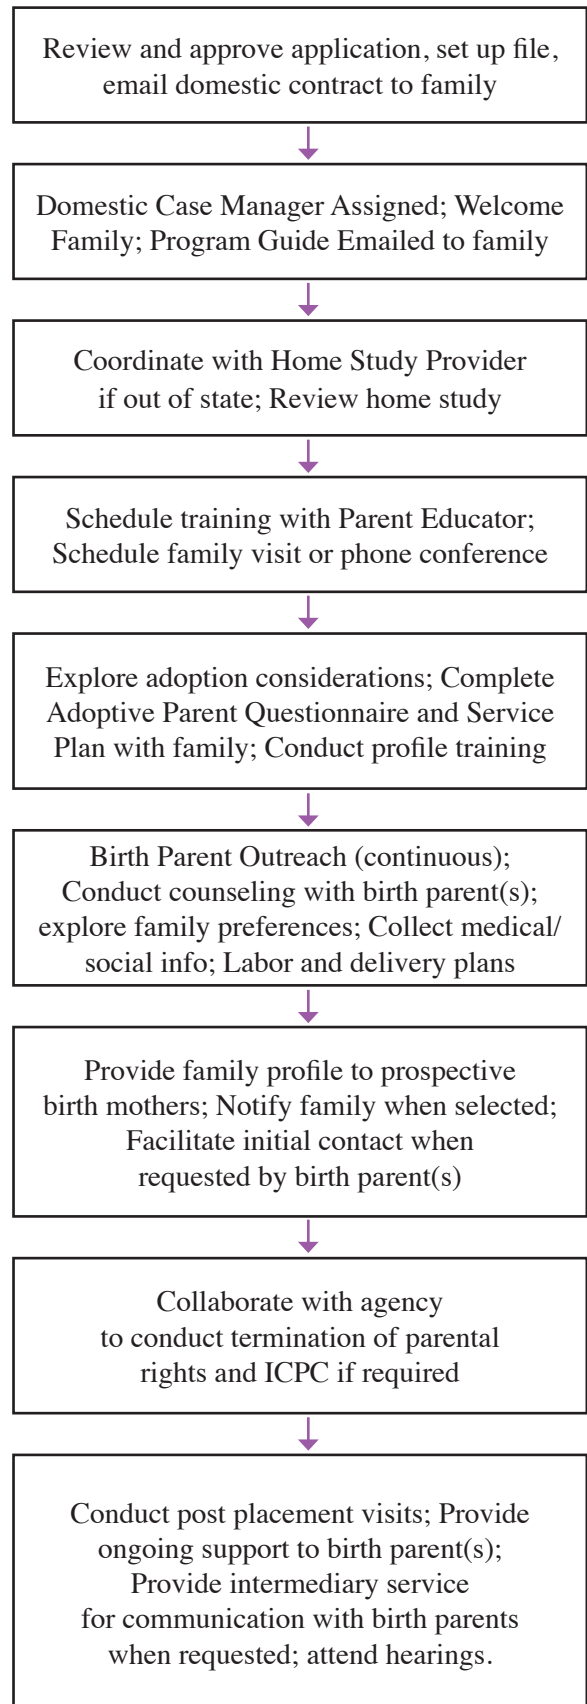 Review and approve application, set up file,
email domestic contract to family
Domestic Case Manager Assigned; Welcome
Family; Program Guide Emailed to family
Coordinate with Home Study Provider
if out of state; Review home study
Schedule training with Parent Educator;
Schedule family visit or phone conference
Explore adoption considerations; Complete
Adoptive Parent Questionnaire and Service
Plan with family; Conduct profile training
Birth Parent Outreach (continuous);
Conduct counseling with birth parent(s);
explore family preferences; Collect medical/
social info; Labor and delivery plans
Provide family profile to prospective
birth mothers; Notify family when selected;
Facilitate initial contact when
requested by birth parent(s)
Collaborate with agency
to conduct termination of parental
rights and ICPC if required
Conduct post placement visits; Provide
ongoing support to birth parent(s);
Provide intermediary service
for communication with birth parents
when requested; attend hearings.